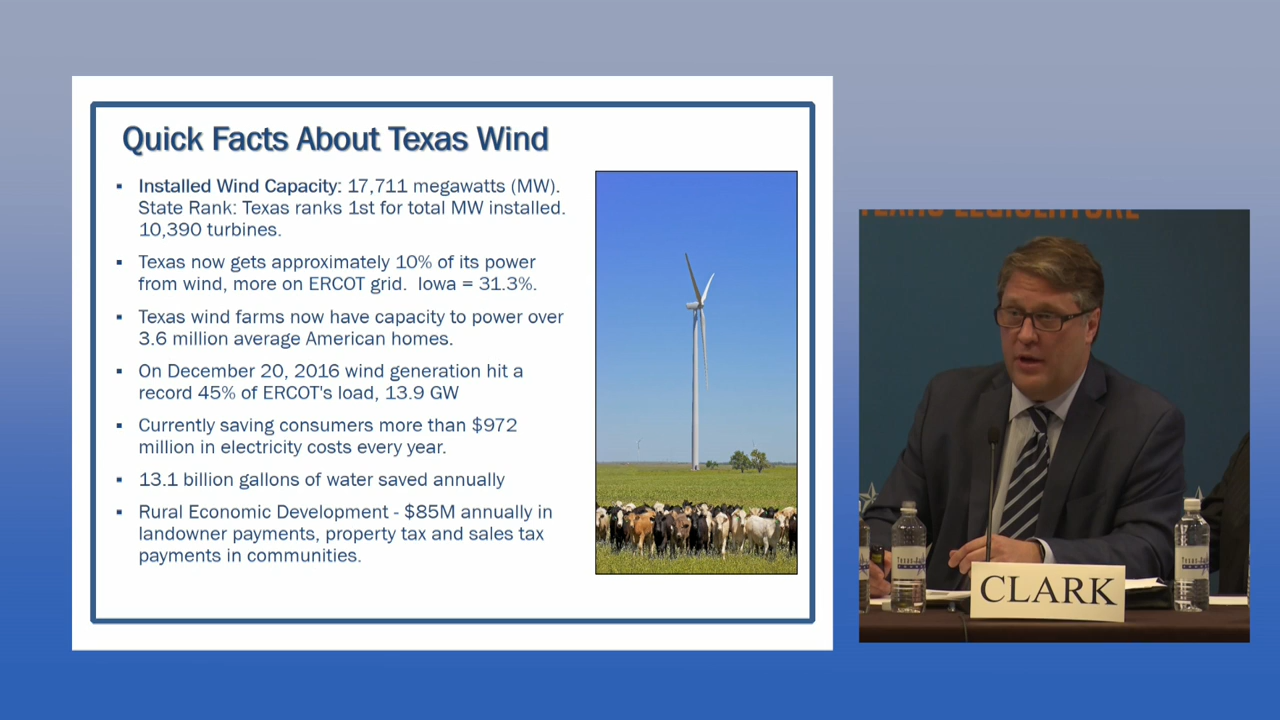 Quick Facts About Texas Wind
▪ Installed Wind Capacity: 17,711 megawatts (MW).
State Rank: Texas ranks 1st for total MW installed.
10,390 turbines.
▪ Texas now gets approximately 10% of its power
from wind, more on ERCOT grid. Iowa = 31.3%.
▪ Texas wind farms now have capacity to power over
3.6 million average American homes.
▪ On December 20, 2016 wind generation hit a
record 45% of ERCOT's load, 13.9 GW
▪ Currently saving consumers more than $972
million in electricity costs every year.
▪ 13.1 billion gallons of water saved annually
▪ Rural Economic Development - $85M annually in
landowner payments, property tax and sales tax
payments in communities.
TEXAS LEGISLATURE
CLARK